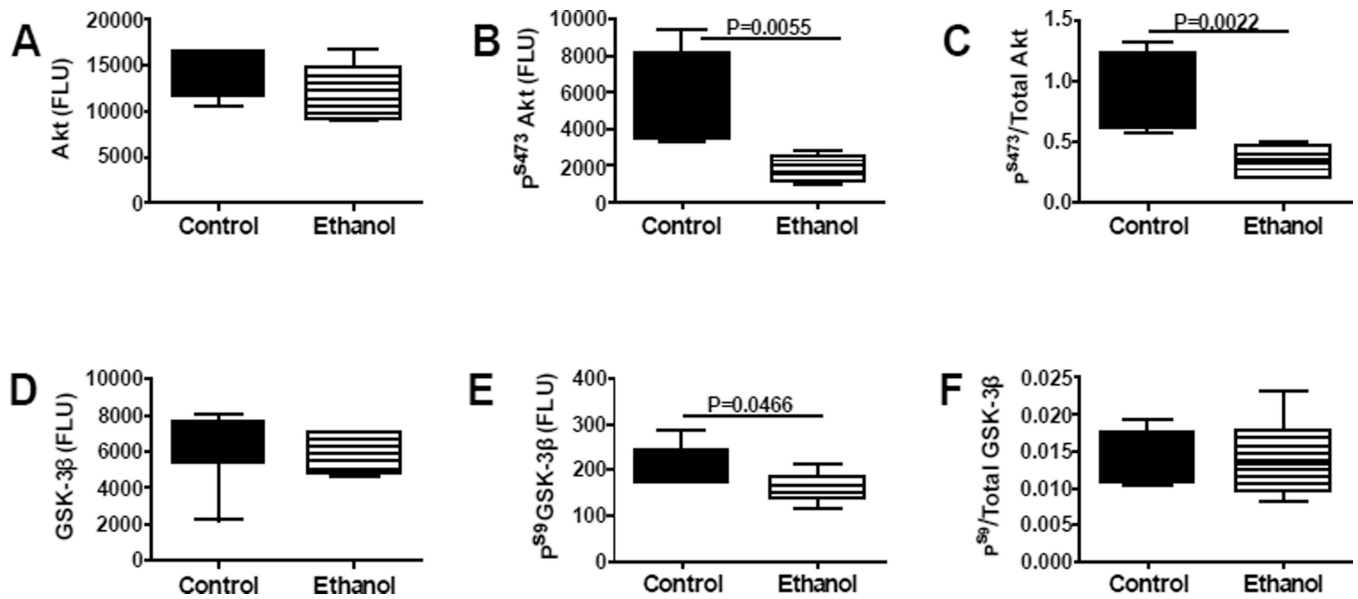 A
Akt (FLU)
20000
15000
10000
5000
0
Control
Ethanol
B
P^S473 Akt (FLU)
10000
8000
6000
4000
2000
0
P=0.0055
Control
Ethanol
C
P^S473/Total Akt
1.5
1.0
0.5
0.0
P=0.0022
Control
Ethanol
D
GSK-3β (FLU)
10000
8000
6000
4000
2000
0
Control
Ethanol
E
P^S9 GSK-3β (FLU)
400
300
200
100
0
P=0.0466
Control
Ethanol
F
P^S9/Total GSK-3β
0.025
0.020
0.015
0.010
0.005
0.000
Control
Ethanol